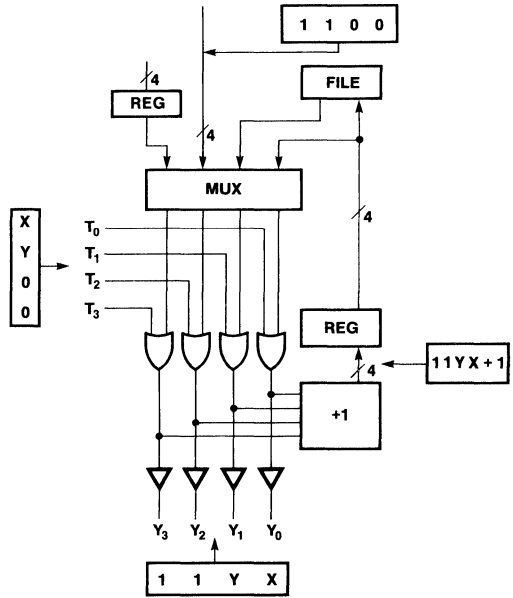 1 1 0 0
FILE
4
REG
4
MUX
4
X
Y
0
0
T0
T1
T2
T3
REG
4
11YX+1
+1
Y3 Y2 Y1 Y0
1 1 Y X